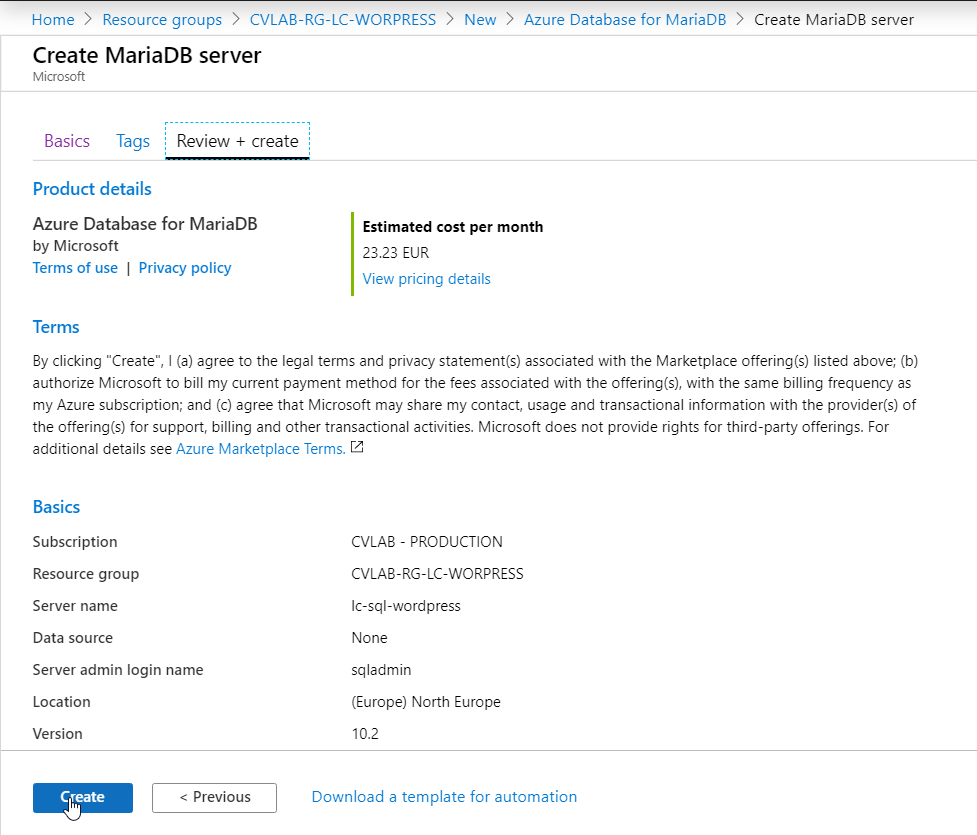 Home > Resource groups > CVLAB-RG-LC-WORPRESS > New > Azure Database for MariaDB > Create MariaDB server
Create MariaDB server
Microsoft
Basics Tags Review + create
Product details
Azure Database for MariaDB
by Microsoft
Terms of use | Privacy policy
Estimated cost per month
23.23 EUR
View pricing details
Terms
By clicking "Create", I (a) agree to the legal terms and privacy statement(s) associated with the Marketplace offering(s) listed above; (b)
authorize Microsoft to bill my current payment method for the fees associated with the offering(s), with the same billing frequency as
my Azure subscription; and (c) agree that Microsoft may share my contact, usage and transactional information with the provider(s) of
the offering(s) for support, billing and other transactional activities. Microsoft does not provide rights for third-party offerings. For
additional details see Azure Marketplace Terms.
Basics
Subscription CVLAB - PRODUCTION
Resource group CVLAB-RG-LC-WORPRESS
Server name lc-sql-wordpress
Data source None
Server admin login name sqladmin
Location (Europe) North Europe
Version 10.2
Create < Previous Download a template for automation